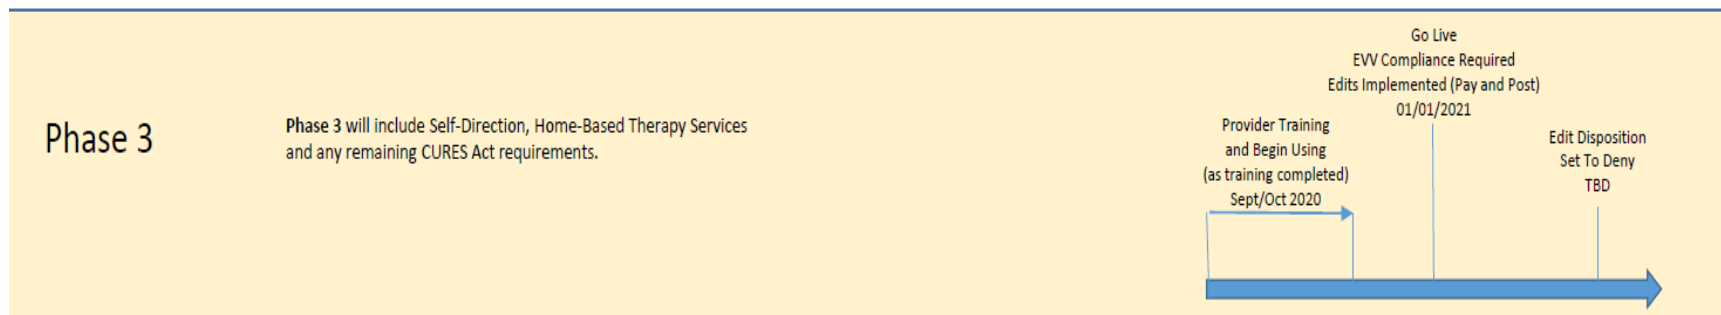 Phase 3
Phase 3 will include Self-Direction, Home-Based Therapy Services
and any remaining CURES Act requirements.
Provider Training
and Begin Using
(as training completed)
Sept/Oct 2020
Go Live
EVV Compliance Required
Edits Implemented (Pay and Post)
01/01/2021
Edit Disposition
Set To Deny
TBD